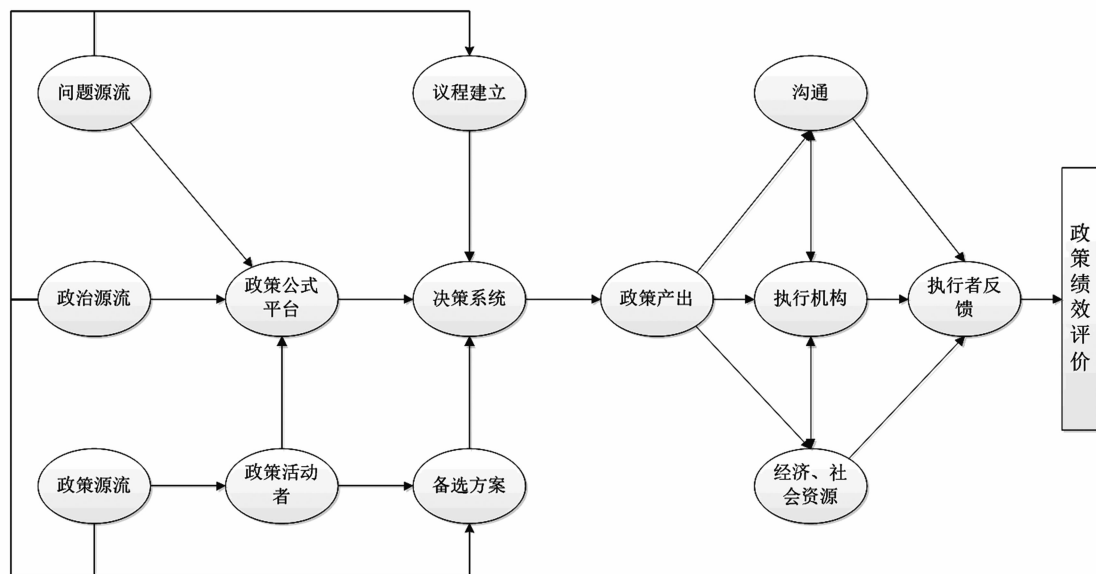 问题源流
议程建立
沟通
政治源流
政策公式
平台
决策系统
政策产出
执行机构
执行者反
馈
政策绩效评价
政策源流
政策活动
者
备选方案
经济、社
会资源